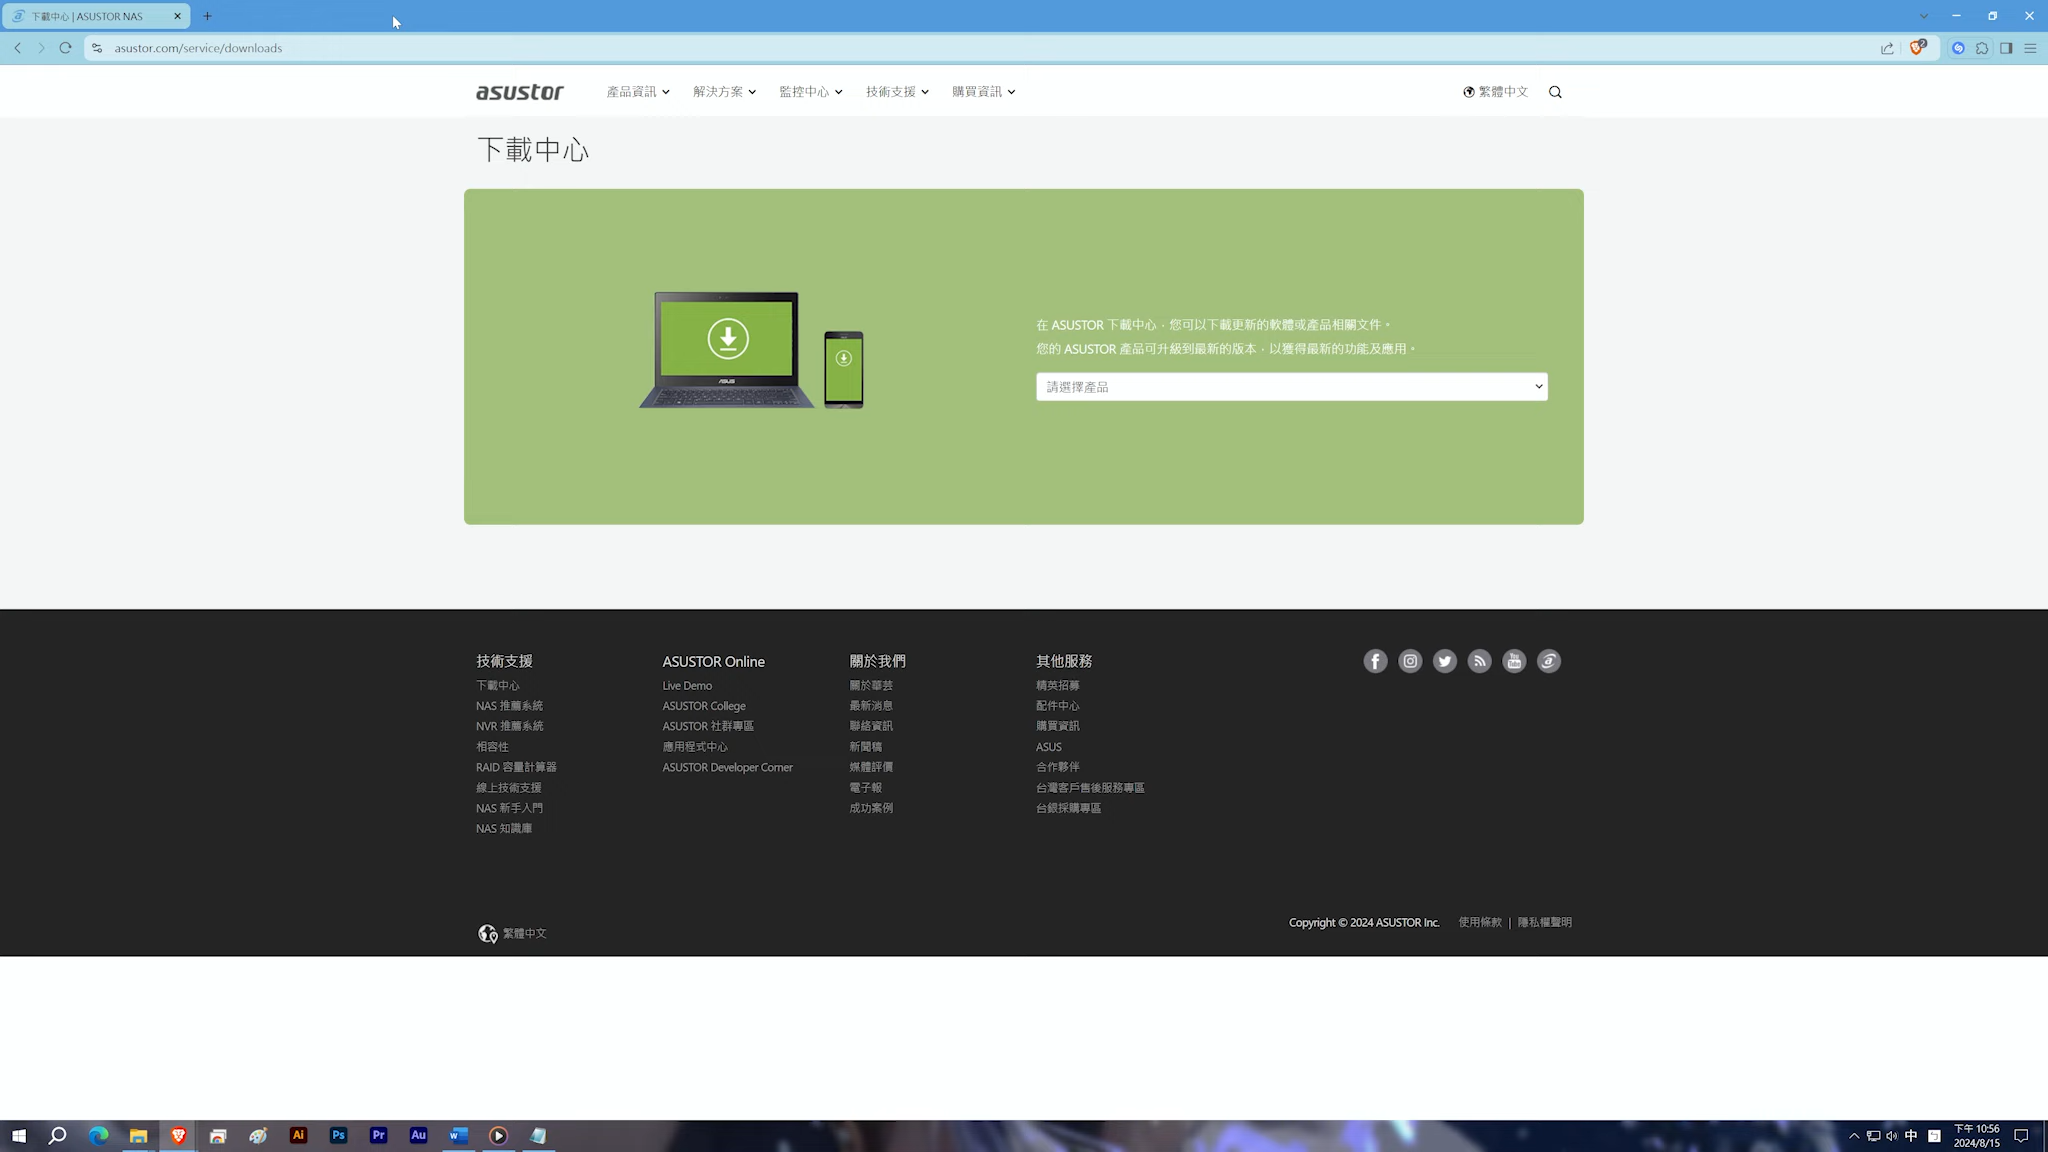 下載中心 | ASUSTOR NAS
asustor.com/service/downloads
2
asustor
產品資訊
解決方案
監控中心
技術支援
購買資訊
繁體中文
下載中心
ASUS
在 ASUSTOR 下載中心，您可以下載更新的軟體或產品相關文件。
您的 ASUSTOR 產品可升級到最新的版本，以獲得最新的功能及應用。
請選擇產品
技術支援
下載中心
NAS 推薦系統
NVR 推薦系統
相容性
RAID 容量計算器
線上技術支援
NAS 新手入門
NAS 知識庫
ASUSTOR Online
Live Demo
ASUSTOR College
ASUSTOR 社群專區
應用程式中心
ASUSTOR Developer Corner
關於我們
關於華芸
最新消息
聯絡資訊
新聞稿
媒體評價
電子報
成功案例
其他服務
精英招募
配件中心
購買資訊
ASUS
合作夥伴
台灣客戶售後服務專區
台銀採購專區
You
Tube
繁體中文
Copyright © 2024 ASUSTOR Inc.
使用條款 | 隱私權聲明
Ai
Ps
Pr
Au
W
中
下午 10:56
2024/8/15